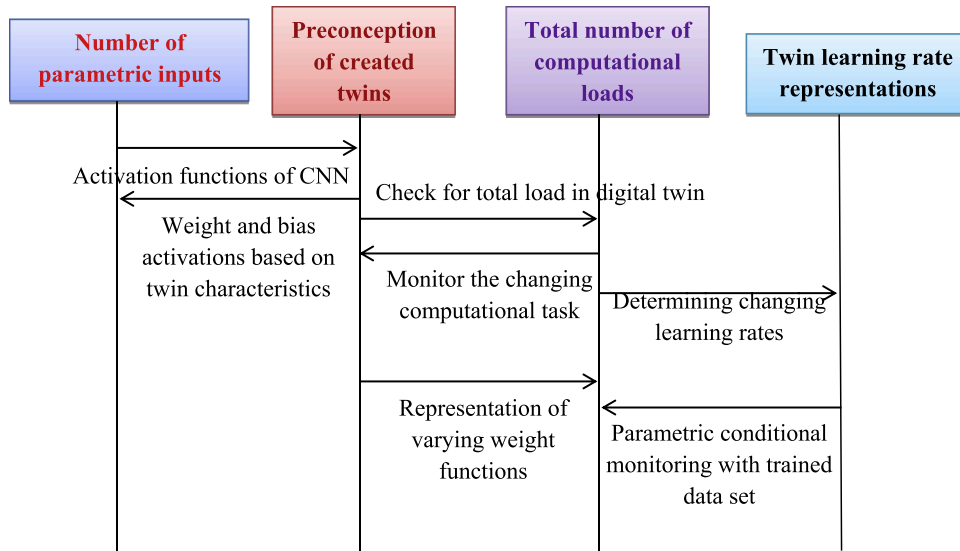 Number of
parametric inputs
Preconception
of created
twins
Total number of
computational
loads
Twin learning rate
representations
Activation functions of CNN
Check for total load in digital twin
Weight and bias
activations based on
twin characteristics
Monitor the changing
computational task
Determining changing
learning rates
Representation of
varying weight
functions
Parametric conditional
monitoring with trained
data set